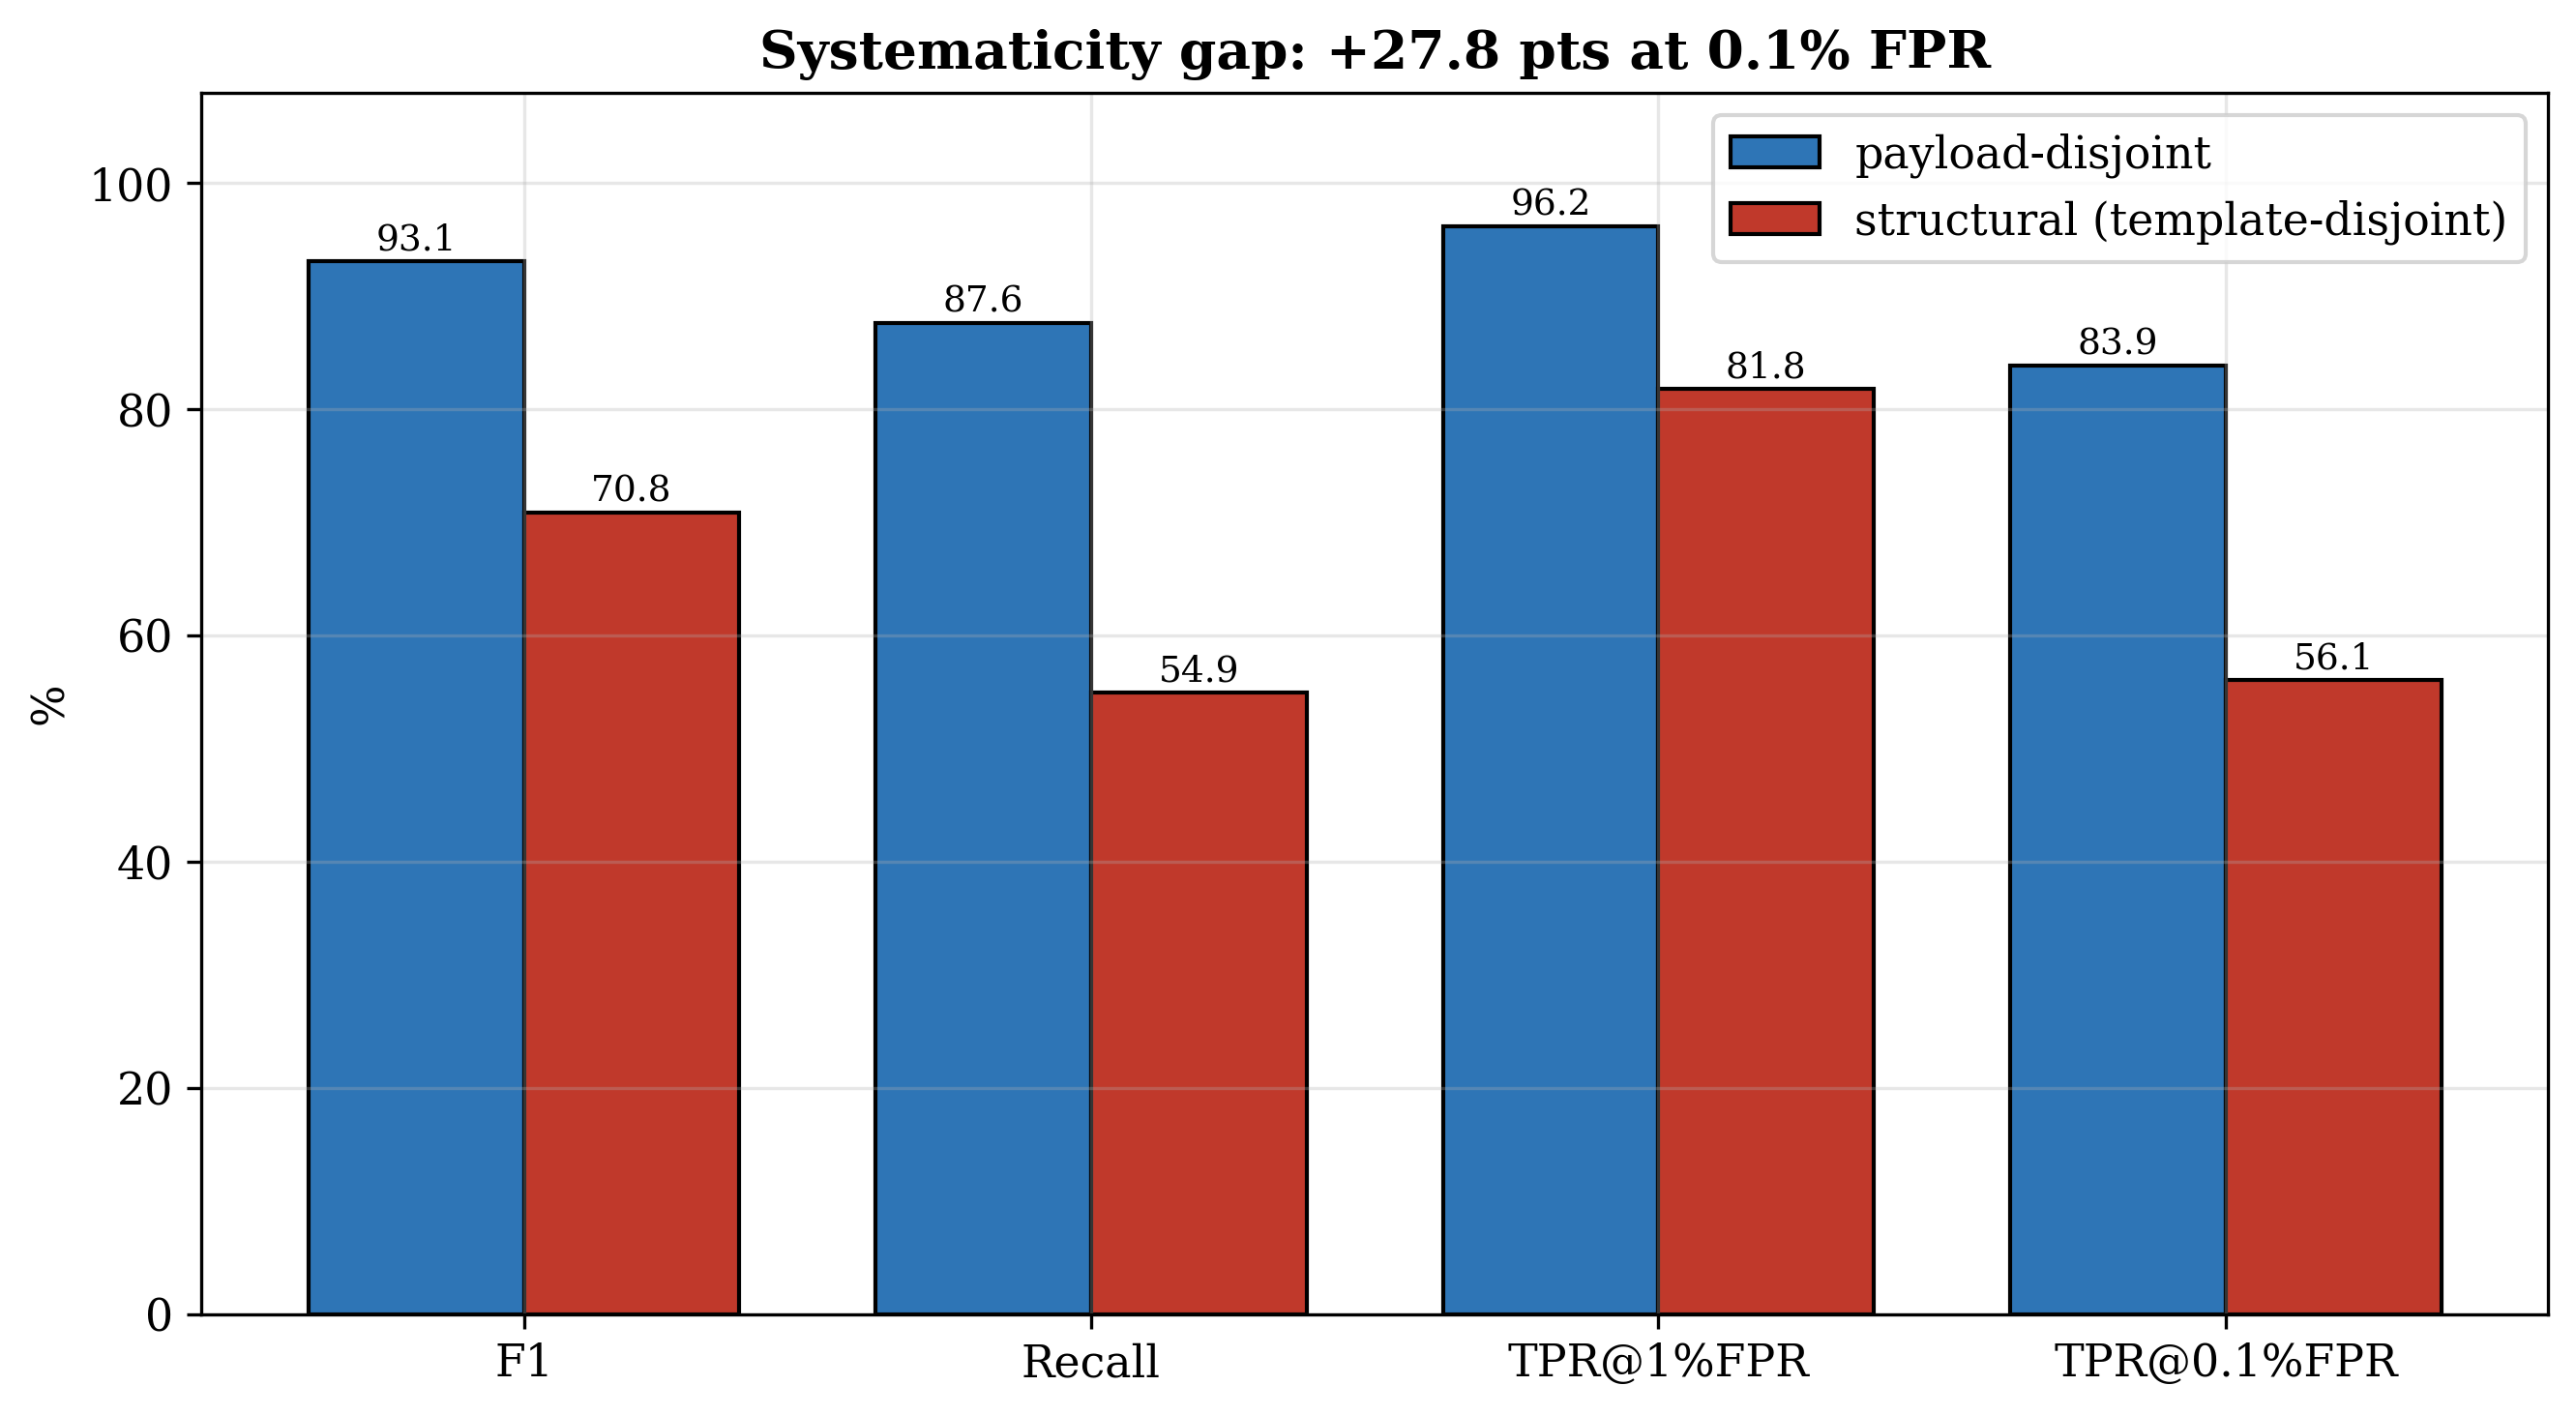 Systematicity gap: +27.8 pts at 0.1% FPR
payload-disjoint
structural (template-disjoint)
%
100
80
60
40
20
0
93.1
70.8
87.6
54.9
96.2
81.8
83.9
56.1
F1
Recall
TPR@1%FPR
TPR@0.1%FPR